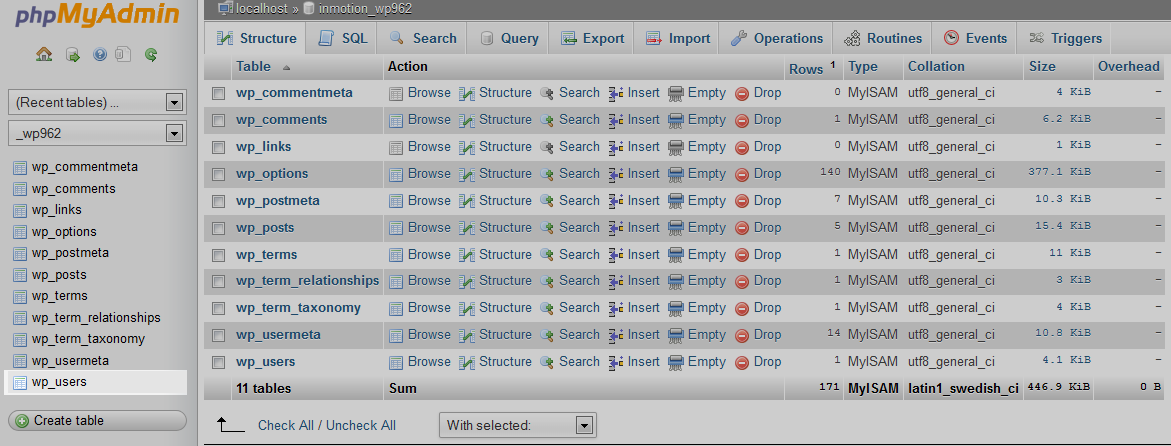 phpMyAdmin
(Recent tables) ...
_wp962
wp_commentmeta
wp_comments
wp_links
wp_options
wp_postmeta
wp_posts
wp_terms
wp_term_relationships
wp_term_taxonomy
wp_usermeta
wp_users
Create table
localhost » inmotion_wp962
Structure SQL Search Query Export Import Operations Routines Events Triggers
Table Action Rows 1 Type Collation Size Overhead
wp_commentmeta Browse Structure Search Insert Empty Drop 0 MyISAM utf8_general_ci 4 KiB -
wp_comments Browse Structure Search Insert Empty Drop 1 MyISAM utf8_general_ci 6.2 KiB -
wp_links Browse Structure Search Insert Empty Drop 0 MyISAM utf8_general_ci 1 KiB -
wp_options Browse Structure Search Insert Empty Drop 140 MyISAM utf8_general_ci 377.1 KiB -
wp_postmeta Browse Structure Search Insert Empty Drop 7 MyISAM utf8_general_ci 10.3 KiB -
wp_posts Browse Structure Search Insert Empty Drop 5 MyISAM utf8_general_ci 15.4 KiB -
wp_terms Browse Structure Search Insert Empty Drop 1 MyISAM utf8_general_ci 11 KiB -
wp_term_relationships Browse Structure Search Insert Empty Drop 1 MyISAM utf8_general_ci 3 KiB -
wp_term_taxonomy Browse Structure Search Insert Empty Drop 1 MyISAM utf8_general_ci 4 KiB -
wp_usermeta Browse Structure Search Insert Empty Drop 14 MyISAM utf8_general_ci 10.8 KiB -
wp_users Browse Structure Search Insert Empty Drop 1 MyISAM utf8_general_ci 4.1 KiB -
11 tables Sum 171 MyISAM latin1_swedish_ci 446.9 KiB 0 B
Check All / Uncheck All With selected: